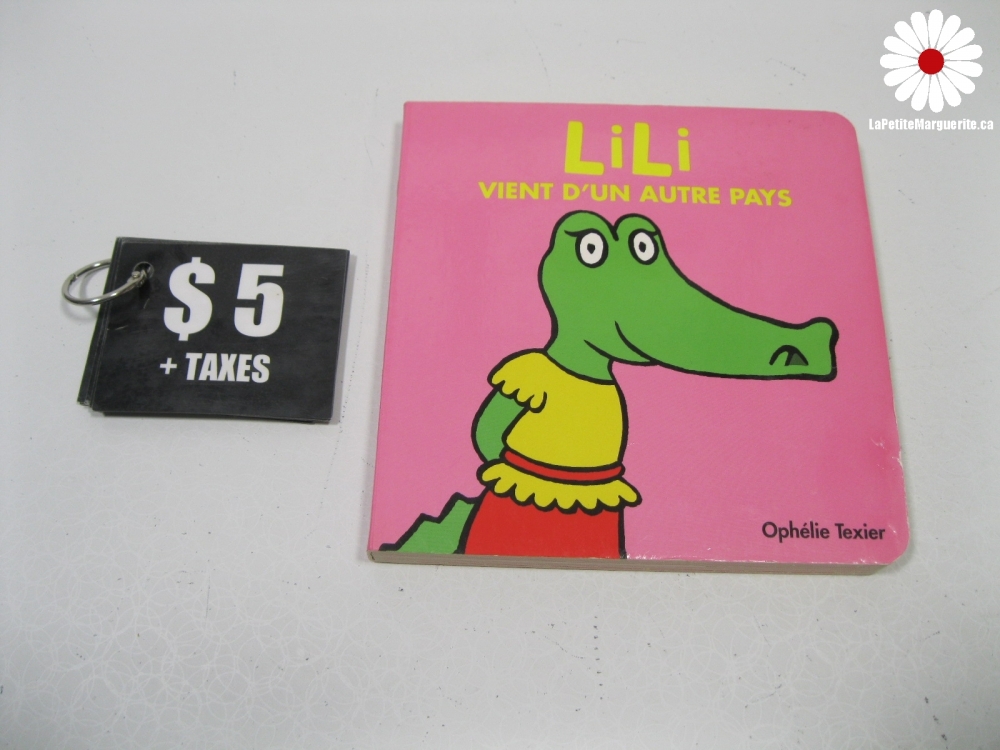 LaPetiteMarguerite.ca
LiLi
VIENT D'UN AUTRE PAYS
$ 5
+ TAXES
Ophélie Texier